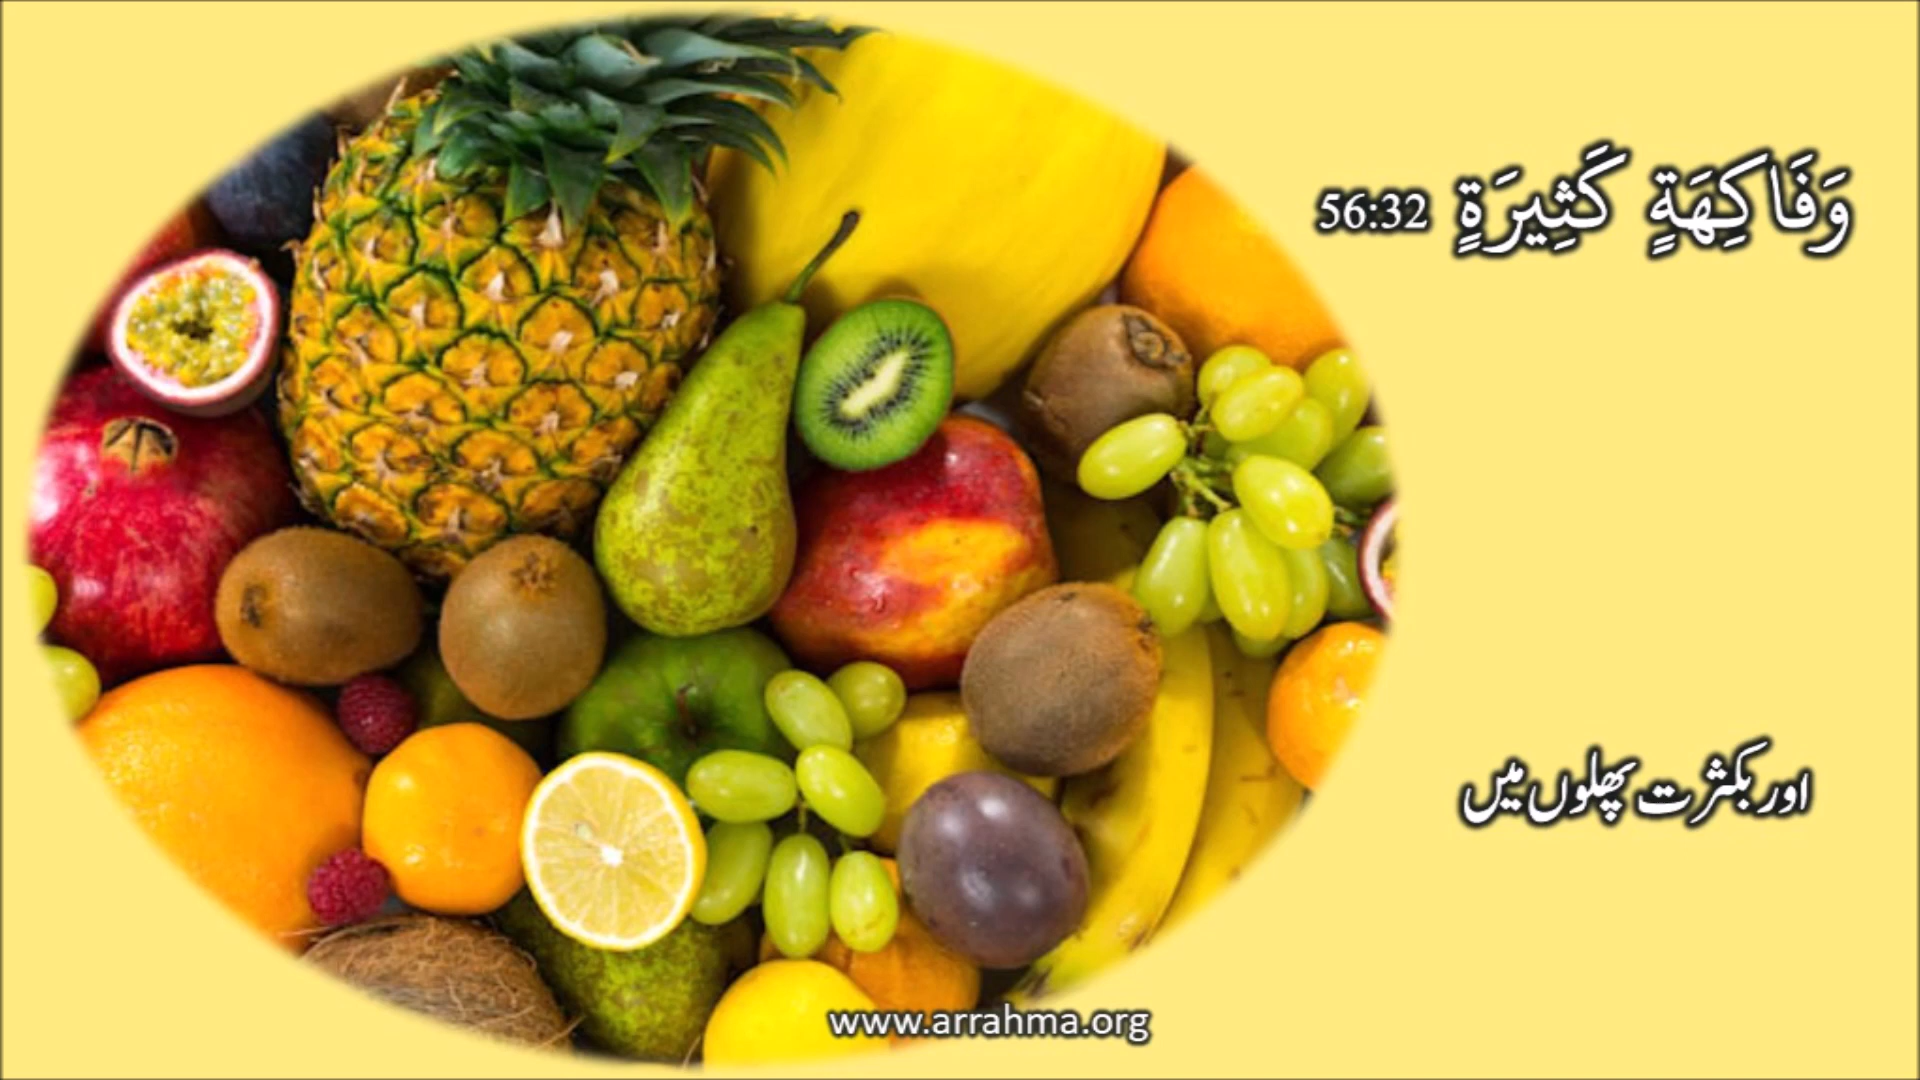 وَفَاكِهَةٍ كَثِيرَةٍ 56:32
اور بکثرت پھلوں میں
www.arrahma.org